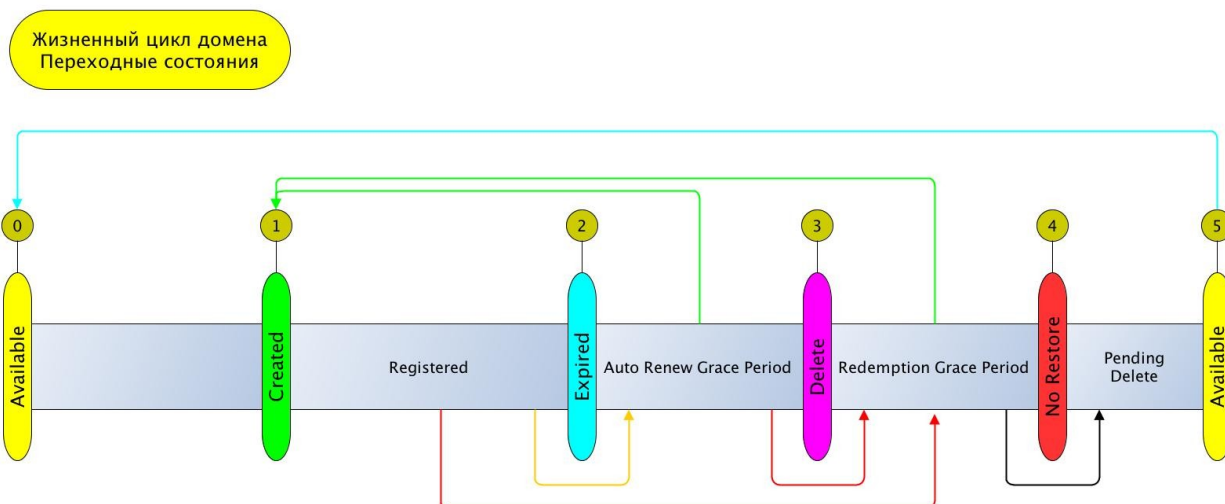 Жизненный цикл домена
Переходные состояния
0
1
2
3
4
5
Available
Created
Registered
Expired
Auto Renew Grace Period
Delete
Redemption Grace Period
No Restore
Pending
Delete
Available